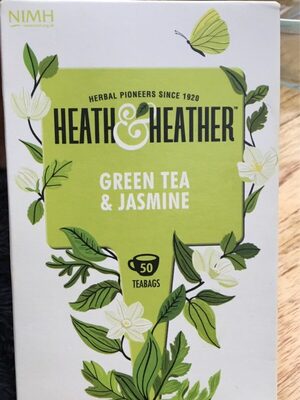 NIMH
HERBAL PIONEERS SINCE 1920
HEATH & HEATHER™
GREEN TEA
& JASMINE
50
TEABAGS